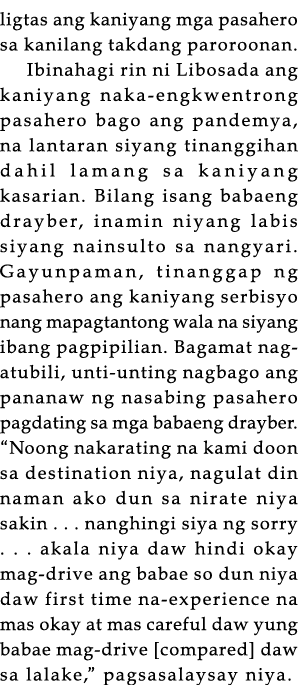 ligtas ang kaniyang mga pasahero
sa kanilang takdang paroroonan.
Ibinahagi rin ni Libosada ang
kaniyang naka-engkwentrong
pasahero bago ang pandemya,
na lantaran siyang tinanggihan
dahil lamang sa kaniyang
kasarian. Bilang isang babaeng
drayber, inamin niyang labis
siyang nainsulto sa nangyari.
Gayunpaman, tinanggap ng
pasahero ang kaniyang serbisyo
nang mapagtantong wala na siyang
ibang pagpipilian. Bagamat nag-
atubili, unti-unting nagbago ang
pananaw ng nasabing pasahero
pagdating sa mga babaeng drayber.
“Noong nakarating na kami doon
sa destination niya, nagulat din
naman ako dun sa nirate niya
sakin . . . nanghingi siya ng sorry
. . . akala niya daw hindi okay
mag-drive ang babae so dun niya
daw first time na-experience na
mas okay at mas careful daw yung
babae mag-drive [compared] daw
sa lalake,” pagsasalaysay niya.